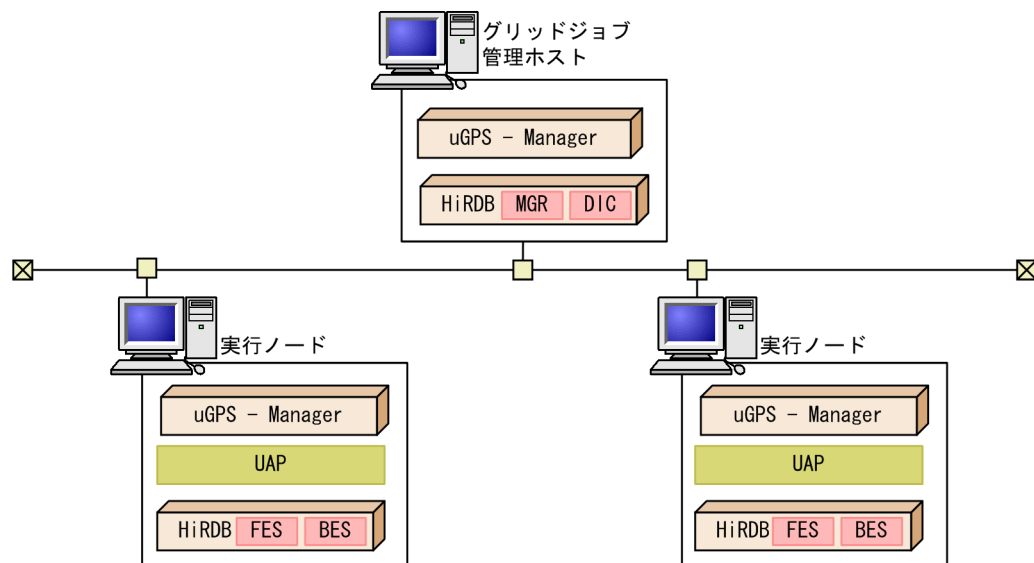 グリッドジョブ
管理ホスト
uGPS - Manager
HiRDB MGR DIC
実行ノード
uGPS - Manager
UAP
HiRDB FES BES
実行ノード
uGPS - Manager
UAP
HiRDB FES BES